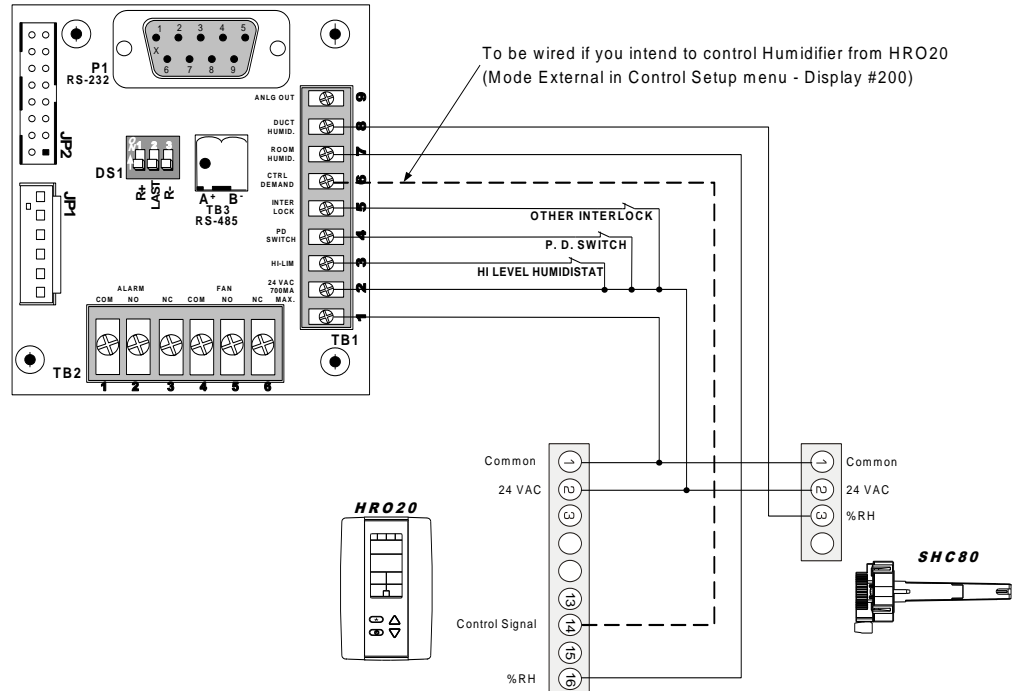 1 2 3 4 5
X
6 7 8 9
P1
RS-232
JP2
JP1
DS1
1 2 3
R+
LAST
R-
A+ B-
TB3
RS-485
ANLG OUT 9
DUCT HUMID. 8
ROOM HUMID. 7
CTRL DEMAND 6
INTER LOCK 5
PD SWITCH 4
HI-LIM 3
24 VAC 700MA MAX. 2
1
TB1
ALARM FAN
COM NO NC COM NO NC
TB2
1 2 3 4 5 6
To be wired if you intend to control Humidifier from HRO20
(Mode External in Control Setup menu - Display #200)
OTHER INTERLOCK
P. D. SWITCH
HI LEVEL HUMIDISTAT
HRO20
Common 1
24 VAC 2
3
13
Control Signal 14
15
%RH 16
1 Common
2 24 VAC
3 %RH
SHC80